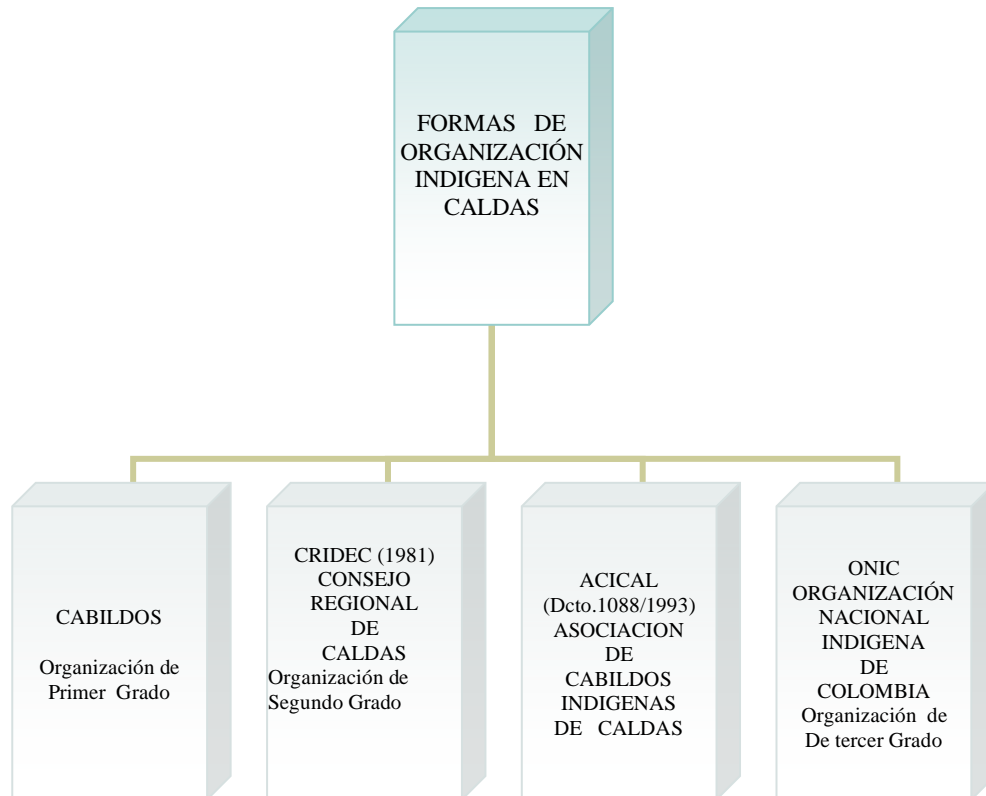 FORMAS DE
ORGANIZACIÓN
INDIGENA EN
CALDAS
CABILDOS
Organización de
Primer Grado
CRIDEC (1981)
CONSEJO
REGIONAL
DE
CALDAS
Organización de
Segundo Grado
ACICAL
(Dcto.1088/1993)
ASOCIACION
DE
CABILDOS
INDIGENAS
DE CALDAS
ONIC
ORGANIZACIÓN
NACIONAL
INDIGENA
DE
COLOMBIA
Organización de
De tercer Grado